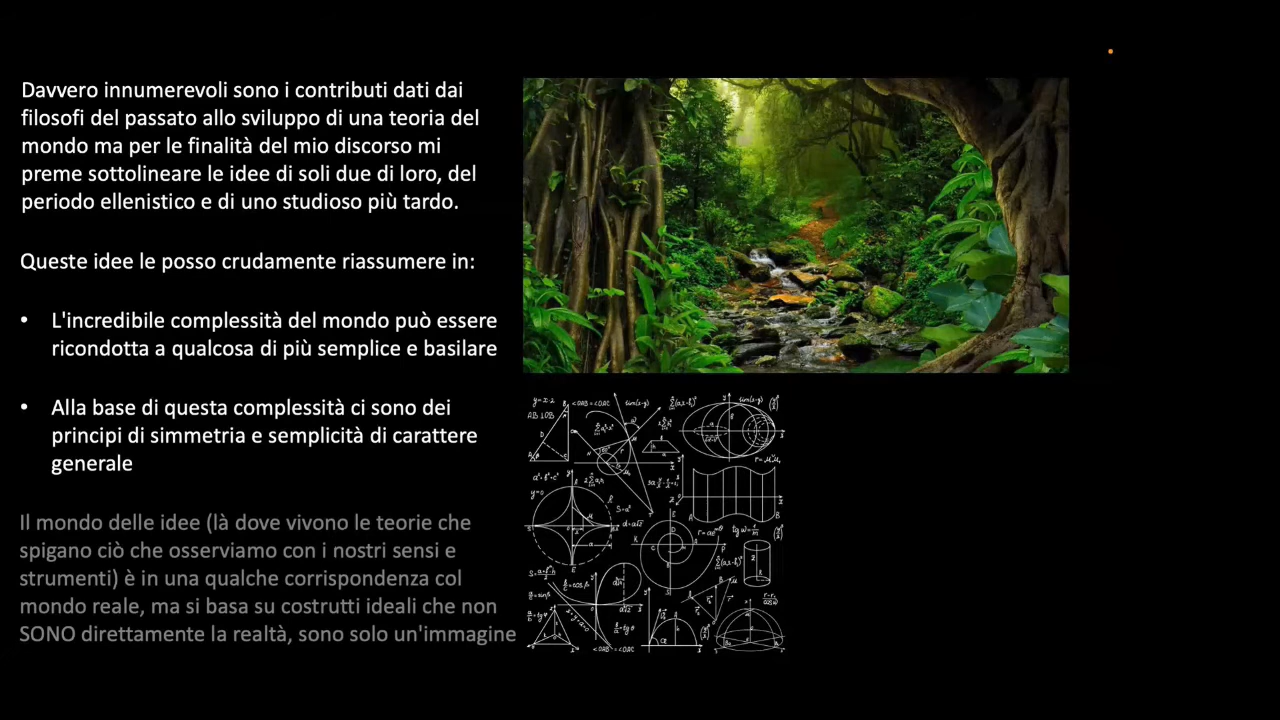 Davvero innumerevoli sono i contributi dati dai
filosofi del passato allo sviluppo di una teoria del
mondo ma per le finalità del mio discorso mi
preme sottolineare le idee di soli due di loro, del
periodo ellenistico e di uno studioso più tardo.
Queste idee le posso crudamente riassumere in:
• L'incredibile complessità del mondo può essere
ricondotta a qualcosa di più semplice e basilare
• Alla base di questa complessità ci sono dei
principi di simmetria e semplicità di carattere
generale
Il mondo delle idee (là dove vivono le teorie che
spigano ciò che osserviamo con i nostri sensi e
strumenti) è in una qualche corrispondenza col
mondo reale, ma si basa su costrutti ideali che non
SONO direttamente la realtà, sono solo un'immagine